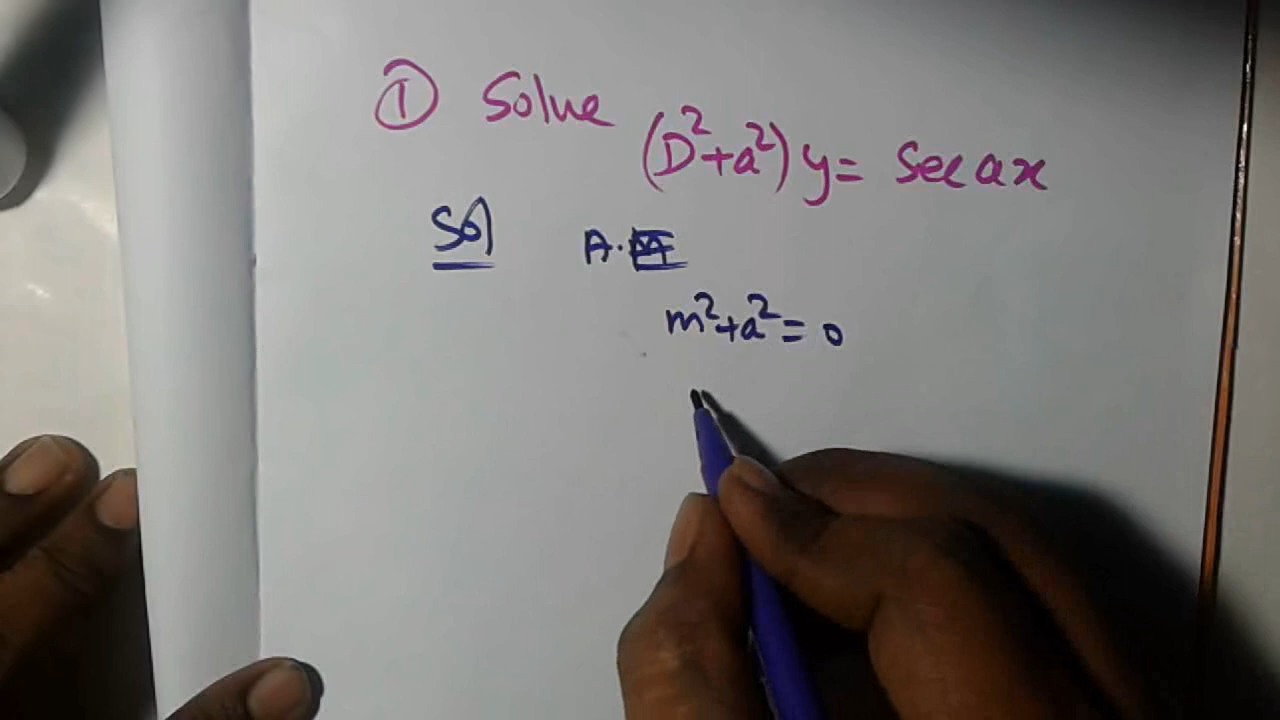 ① Solve (D²+a²)y = Sec ax
Sol A.
m²+a² = 0